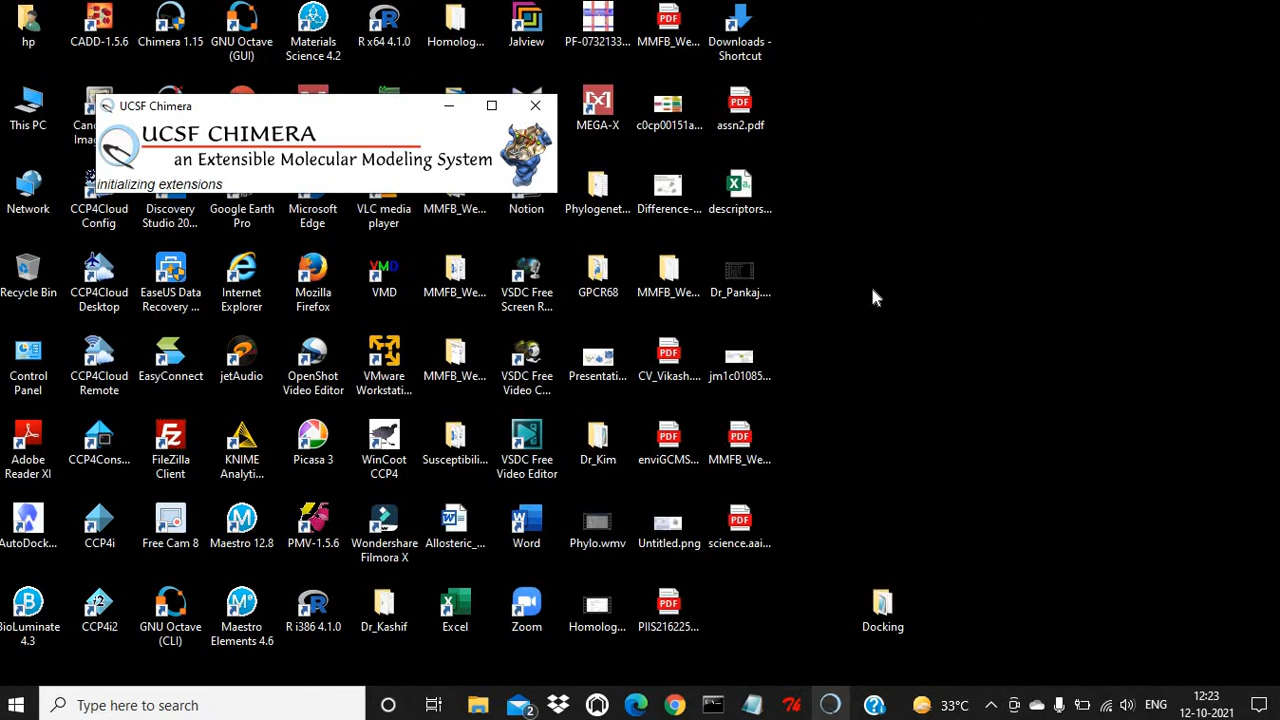 hp
CADD-1.5.6
Chimera 1.15
GNU Octave
(GUI)
Materials
Science 4.2
R x64 4.1.0
Homolog...
Jalview
PF-0732133...
MMFB_We...
Downloads -
Shortcut
UCSF Chimera
UCSF CHIMERA
an Extensible Molecular Modeling System
initializing extensions
This PC
MEGA-X
c0cp00151a...
assn2.pdf
Network
CCP4Cloud
Config
Discovery
Studio 20...
Google Earth
Pro
Microsoft
Edge
VLC media
player
MMFB_We...
Notion
Phylogenet...
Difference-...
descriptors...
Recycle Bin
CCP4Cloud
Desktop
EaseUS Data
Recovery ...
Internet
Explorer
Mozilla
Firefox
VMD
VMD
MMFB_We...
VSDC Free
Screen R...
GPCR68
MMFB_We...
Dr_Pankaj....
Control
Panel
CCP4Cloud
Remote
EasyConnect
jetAudio
OpenShot
Video Editor
VMware
Workstati...
MMFB_We...
VSDC Free
Video C...
Presentati...
CV_Vikash....
jm1c01085...
Adobe
Reader XI
CCP4Cons...
FileZilla
Client
KNIME
Analyti...
Picasa 3
WinCoot
CCP4
Susceptibili...
VSDC Free
Video Editor
Dr_Kim
enviGCMS...
MMFB_We...
AutoDock...
CCP4i
Free Cam 8
Maestro 12.8
PMV-1.5.6
Wondershare
Filmora X
Allosteric_...
Word
Phylo.wmv
Untitled.png
science.aai...
BioLuminate
4.3
CCP4i2
GNU Octave
(CLI)
Maestro
Elements 4.6
R i386 4.1.0
Dr_Kashif
Excel
Zoom
Homolog...
PIIS216225...
Docking
Type here to search
2
33°C
ENG
12:23
12-10-2021